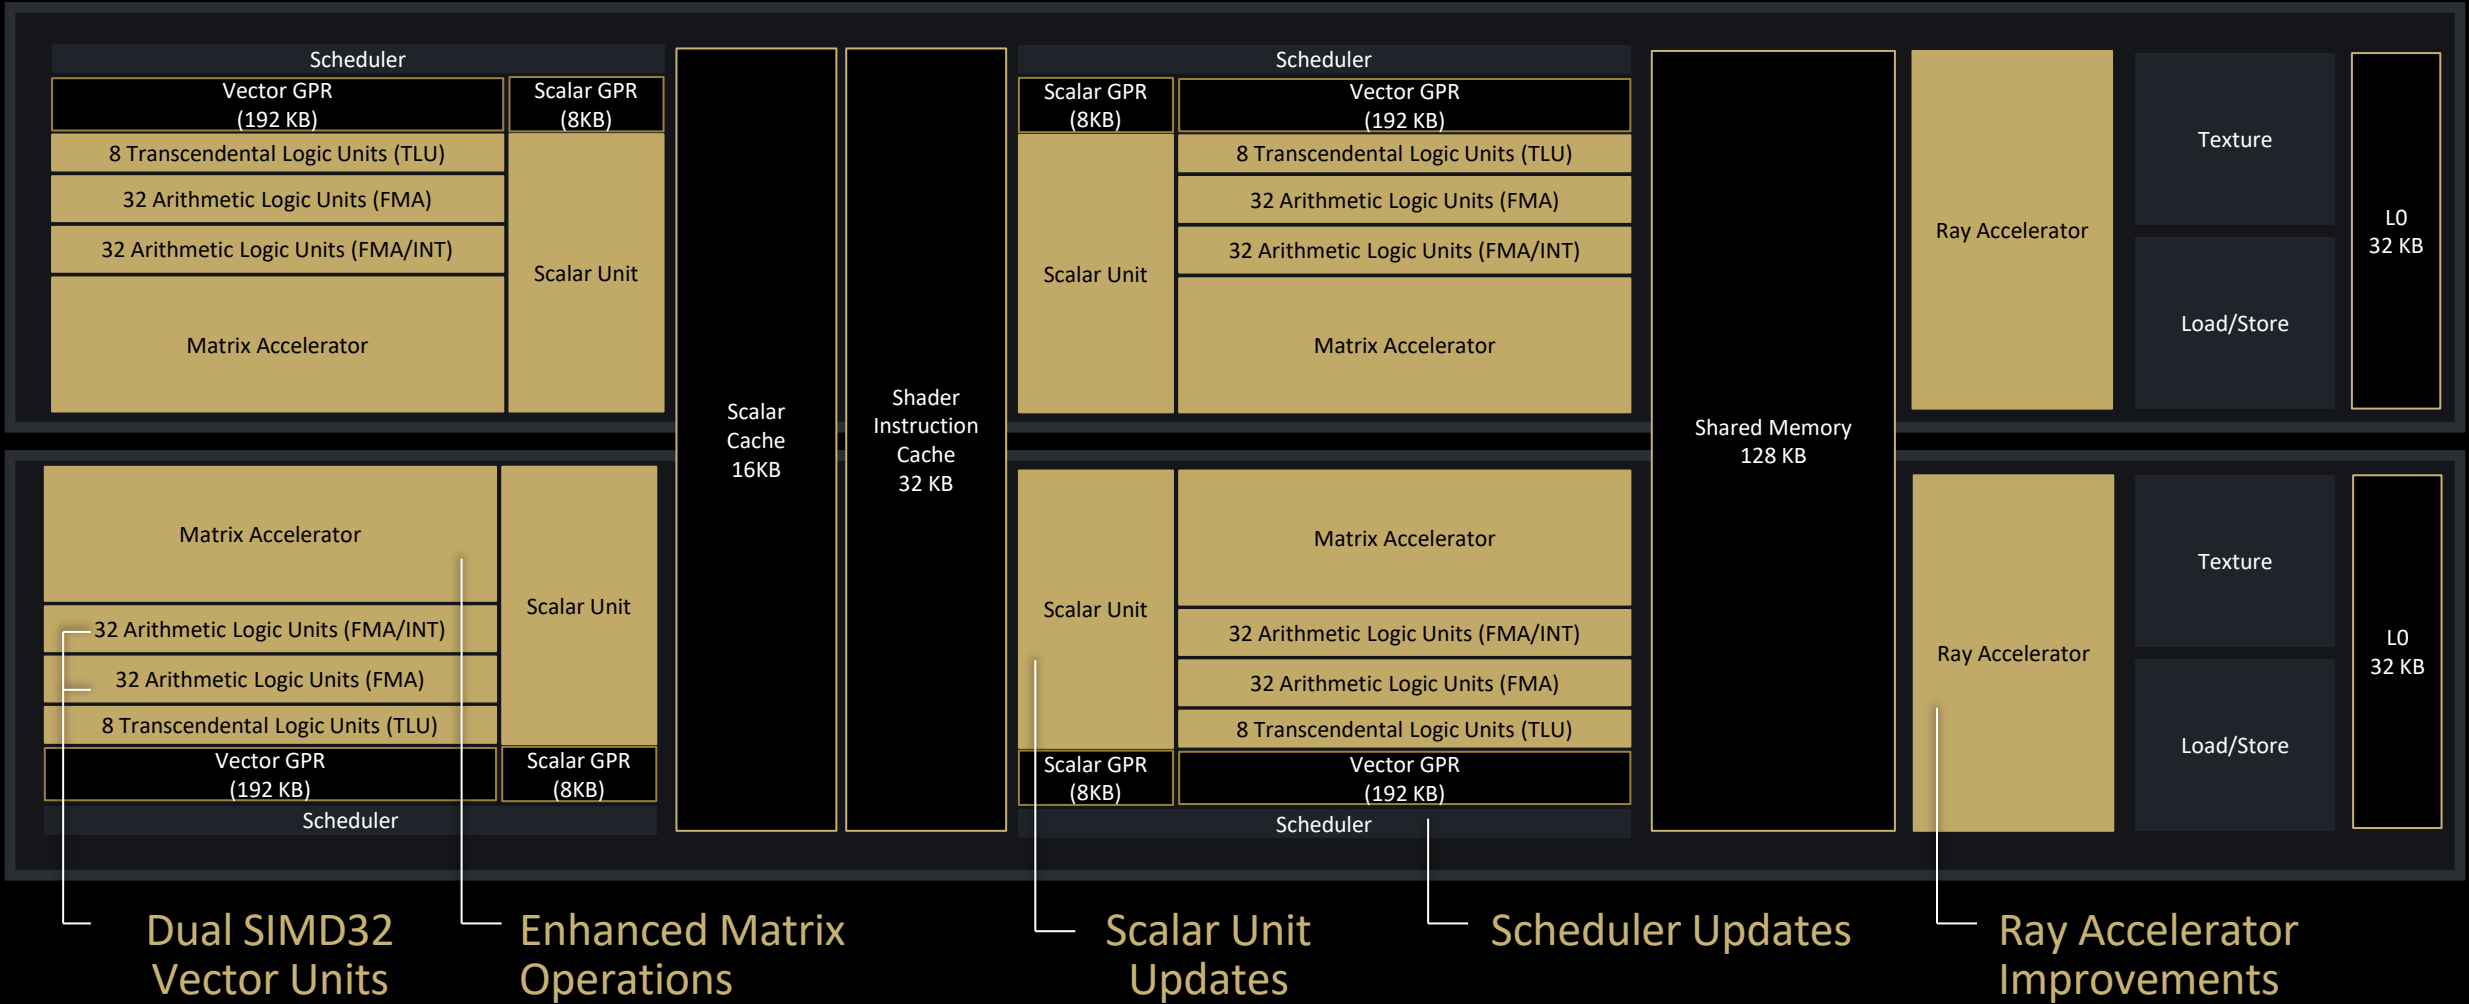 Scheduler
Vector GPR
(192 KB)
Scalar GPR
(8KB)
8 Transcendental Logic Units (TLU)
32 Arithmetic Logic Units (FMA)
32 Arithmetic Logic Units (FMA/INT)
Scalar Unit
Matrix Accelerator
Scalar
Cache
16KB
Shader
Instruction
Cache
32 KB
Scheduler
Scalar GPR
(8KB)
Vector GPR
(192 KB)
8 Transcendental Logic Units (TLU)
32 Arithmetic Logic Units (FMA)
32 Arithmetic Logic Units (FMA/INT)
Scalar Unit
Matrix Accelerator
Shared Memory
128 KB
Ray Accelerator
Texture
Load/Store
L0
32 KB
Matrix Accelerator
Scalar Unit
32 Arithmetic Logic Units (FMA/INT)
32 Arithmetic Logic Units (FMA)
8 Transcendental Logic Units (TLU)
Vector GPR
(192 KB)
Scalar GPR
(8KB)
Scheduler
Matrix Accelerator
Scalar Unit
32 Arithmetic Logic Units (FMA/INT)
32 Arithmetic Logic Units (FMA)
8 Transcendental Logic Units (TLU)
Scalar GPR
(8KB)
Vector GPR
(192 KB)
Scheduler
Ray Accelerator
Texture
Load/Store
L0
32 KB
Dual SIMD32
Vector Units
Enhanced Matrix
Operations
Scalar Unit
Updates
Scheduler Updates
Ray Accelerator
Improvements